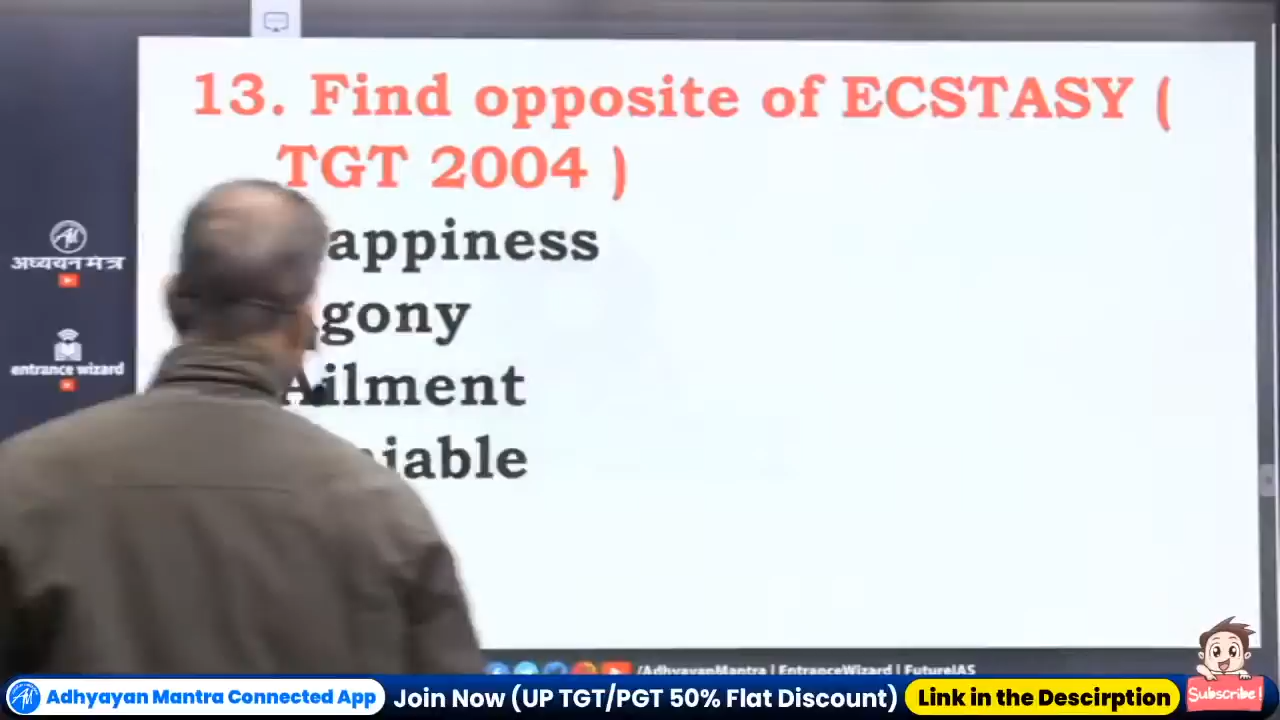 13. Find opposite of ECSTASY (
TGT 2004 )
appiness
gony
Ailment
iable
अध्ययन मंत्र
entrance wizard
/AdhyayanMantra | EntranceWizard | FutureIAS
Adhyayan Mantra Connected App
Join Now (UP TGT/PGT 50% Flat Discount)
Link in the Descirption
Subscribe!